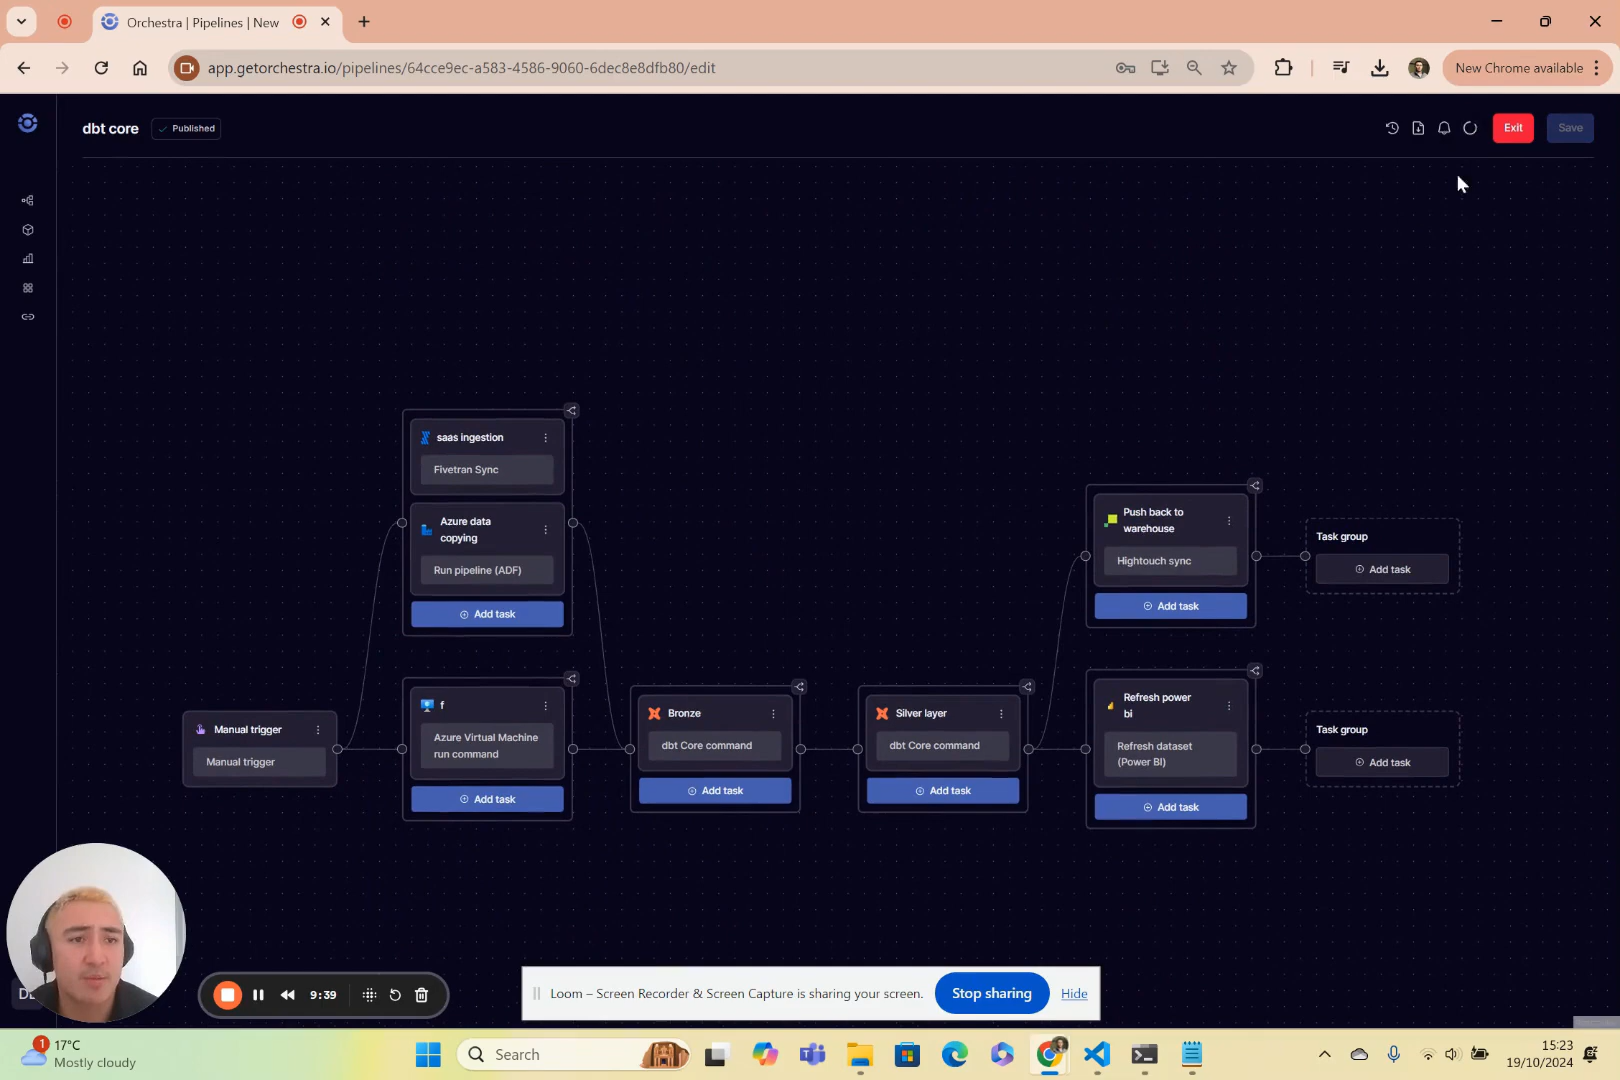 Orchestra | Pipelines | New
app.getorchestra.io/pipelines/64cce9ec-a583-4586-9060-6dec8e8dfb80/edit
New Chrome available
dbt core
Published
Exit
Save
saas ingestion
Fivetran Sync
Azure data
copying
Run pipeline (ADF)
Add task
Push back to
warehouse
Hightouch sync
Add task
Task group
Add task
Manual trigger
Manual trigger
f
Azure Virtual Machine
run command
Add task
Bronze
dbt Core command
Add task
Silver layer
dbt Core command
Add task
Refresh power
bi
Refresh dataset
(Power BI)
Add task
Task group
Add task
9:39
Loom – Screen Recorder & Screen Capture is sharing your screen.
Stop sharing
Hide
1
17°C
Mostly cloudy
Search
15:23
19/10/2024